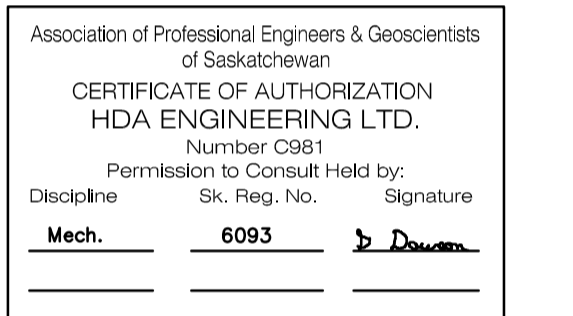 Association of Professional Engineers & Geoscientists
of Saskatchewan
CERTIFICATE OF AUTHORIZATION
HDA ENGINEERING LTD.
Number C981
Permission to Consult Held by:
Discipline Sk. Reg. No. Signature
Mech. 6093 D Dawson